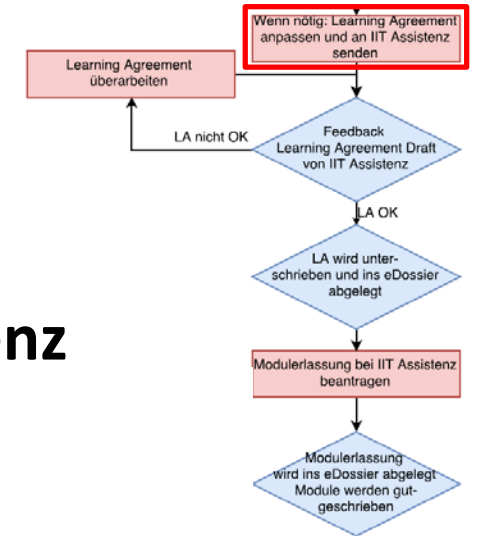 Wenn nötig: Learning Agreement
anpassen und an IIT Assistenz
senden
Learning Agreement
überarbeiten
LA nicht OK
Feedback
Learning Agreement Draft
von IIT Assistenz
LA OK
LA wird unter-
schrieben und ins eDossier
abgelegt
nz
Modulerlassung bei IIT Assistenz
beantragen
Modulerlassung
wird ins eDossier abgelegt
Module werden gut-
geschrieben